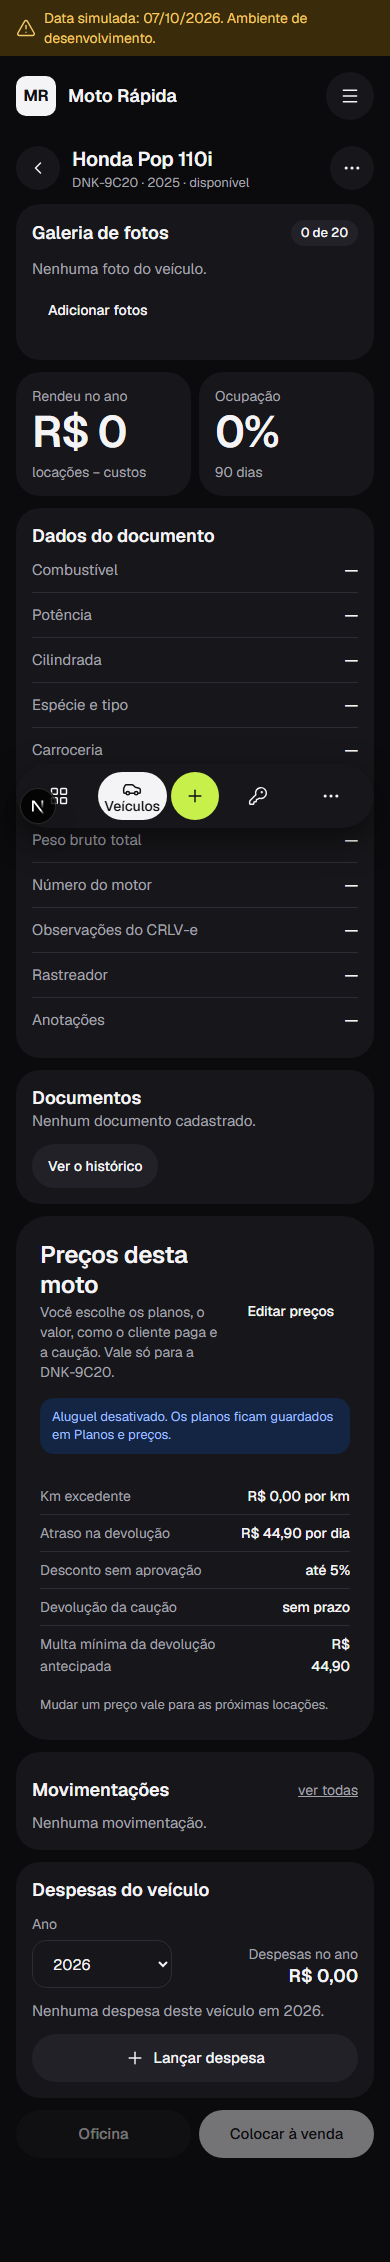 Data simulada: 07/10/2026. Ambiente de
desenvolvimento.
MR Moto Rápida
Honda Pop 110i
DNK-9C20 · 2025 · disponível
Galeria de fotos 0 de 20
Nenhuma foto do veículo.
Adicionar fotos
Rendeu no ano
R$ 0
locações – custos
Ocupação
0%
90 dias
Dados do documento
Combustível —
Potência —
Cilindrada —
Espécie e tipo —
Carroceria —
N
Veículos
Peso bruto total —
Número do motor —
Observações do CRLV-e —
Rastreador —
Anotações —
Documentos
Nenhum documento cadastrado.
Ver o histórico
Preços desta
moto
Você escolhe os planos, o
valor, como o cliente paga e
a caução. Vale só para a
DNK-9C20.
Editar preços
Aluguel desativado. Os planos ficam guardados
em Planos e preços.
Km excedente R$ 0,00 por km
Atraso na devolução R$ 44,90 por dia
Desconto sem aprovação até 5%
Devolução da caução sem prazo
Multa mínima da devolução
antecipada
R$
44,90
Mudar um preço vale para as próximas locações.
Movimentações ver todas
Nenhuma movimentação.
Despesas do veículo
Ano
2026
Despesas no ano
R$ 0,00
Nenhuma despesa deste veículo em 2026.
+ Lançar despesa
Oficina
Colocar à venda